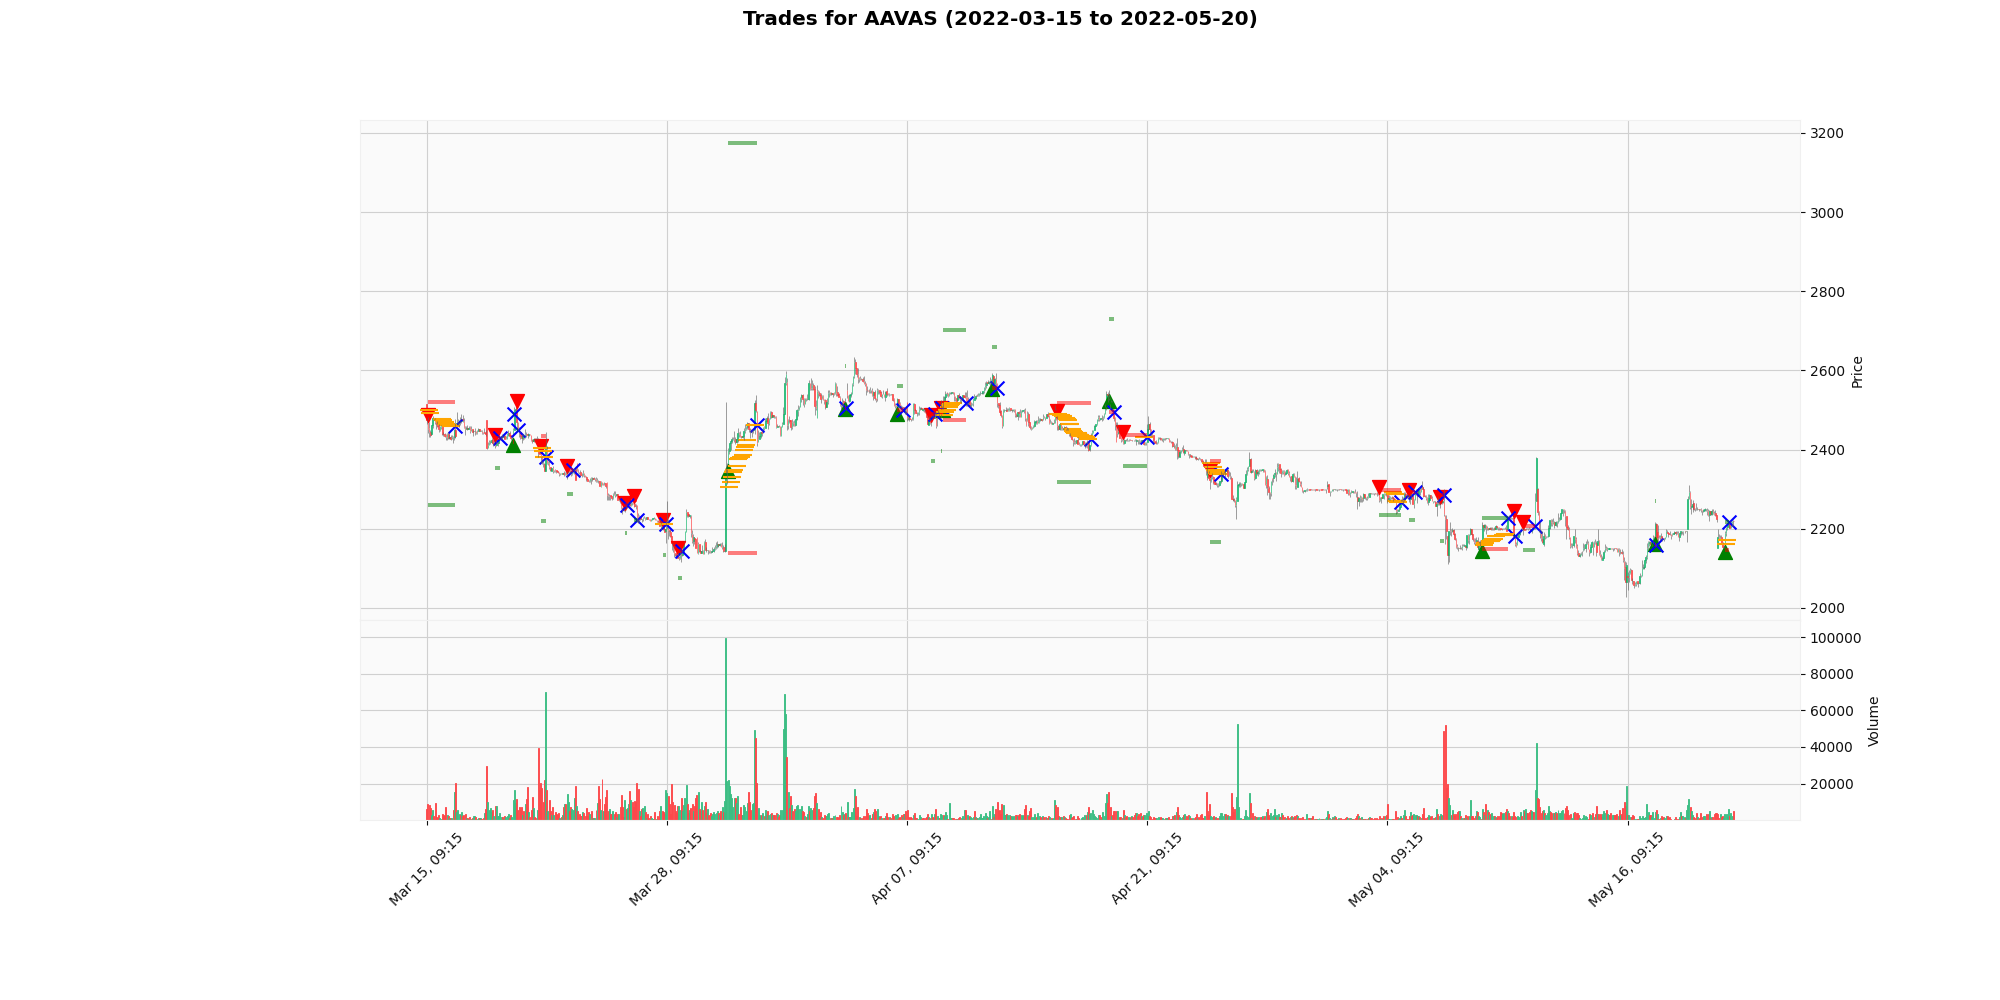 Trades for AAVAS (2022-03-15 to 2022-05-20)
3200
3000
2800
2600
2400
2200
2000
Price
100000
80000
60000
40000
20000
Volume
Mar 15, 09:15
Mar 28, 09:15
Apr 07, 09:15
Apr 21, 09:15
May 04, 09:15
May 16, 09:15